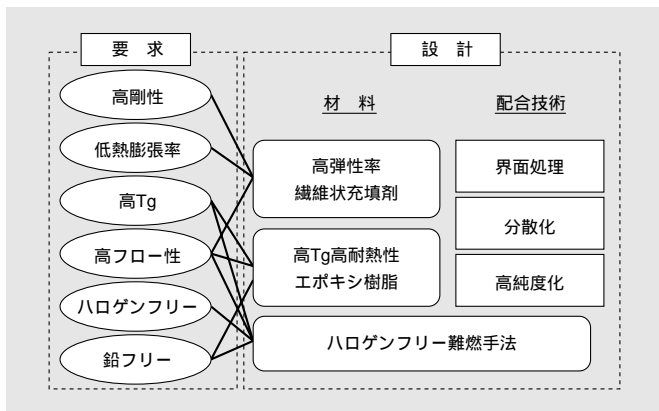 要 求
高剛性
低熱膨張率
高Tg
高フロー性
ハロゲンフリー
鉛フリー
設 計
材 料
高弾性率
繊維状充填剤
高Tg高耐熱性
エポキシ樹脂
ハロゲンフリー難燃手法
配合技術
界面処理
分散化
高純度化